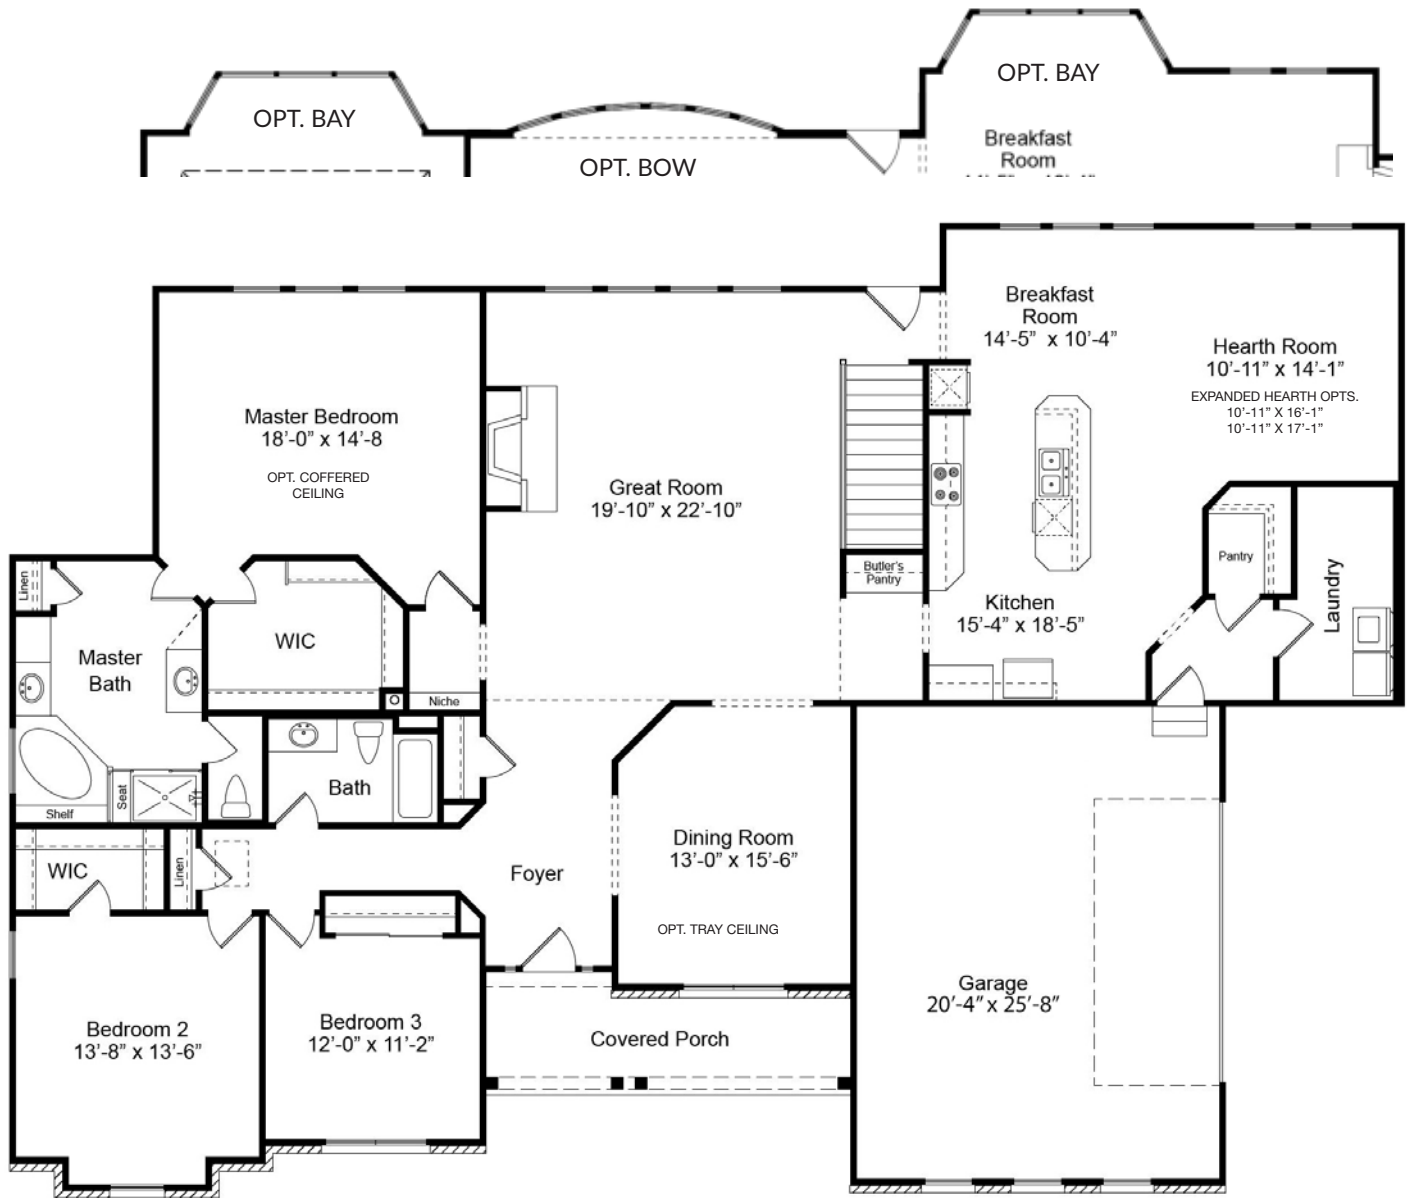 OPT. BAY
OPT. BOW
OPT. BAY
Breakfast
Room
Breakfast
Room
14'-5" x 10'-4"
Hearth Room
10'-11" x 14'-1"
EXPANDED HEARTH OPTS.
10'-11" X 16'-1"
10'-11" X 17'-1"
Master Bedroom
18'-0" x 14'-8
OPT. COFFERED
CEILING
Great Room
19'-10" x 22'-10"
Butler's
Pantry
Kitchen
15'-4" x 18'-5"
Pantry
Laundry
Linen
Master
Bath
WIC
Niche
Shelf
Seat
Bath
WIC
Linen
Foyer
Dining Room
13'-0" x 15'-6"
OPT. TRAY CEILING
Garage
20'-4" x 25'-8"
Bedroom 2
13'-8" x 13'-6"
Bedroom 3
12'-0" x 11'-2"
Covered Porch